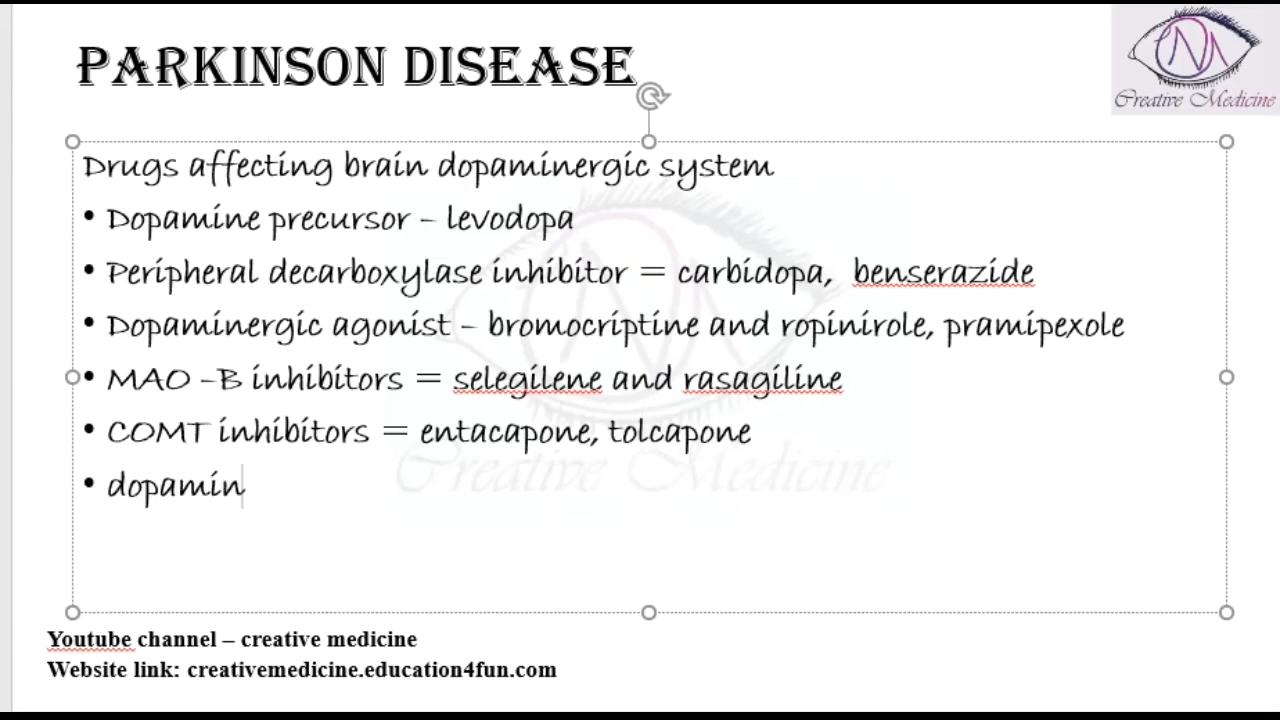 PARKINSON DISEASE
Creative Medicine
Drugs affecting brain dopaminergic system
• Dopamine precursor – levodopa
• Peripheral decarboxylase inhibitor = carbidopa, benserazide
• Dopaminergic agonist – bromocriptine and ropinirole, pramipexole
• MAO –B inhibitors = selegilene and rasagiline
• COMT inhibitors = entacapone, tolcapone
Creative Medicine
• dopamin
Youtube channel – creative medicine
Website link: creativemedicine.education4fun.com